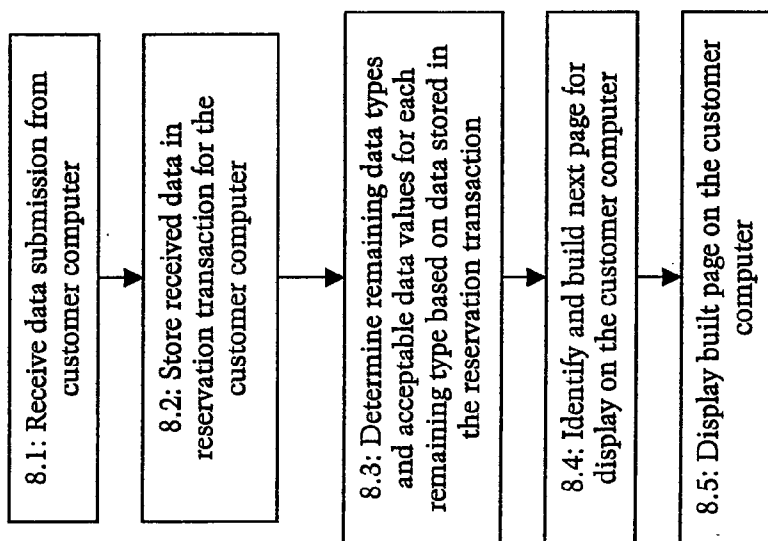 8.1: Receive data submission from
customer computer
8.2: Store received data in
reservation transaction for the
customer computer
8.3: Determine remaining data types
and acceptable data values for each
remaining type based on data stored in
the reservation transaction
8.4: Identify and build next page for
display on the customer computer
8.5: Display built page on the customer
computer